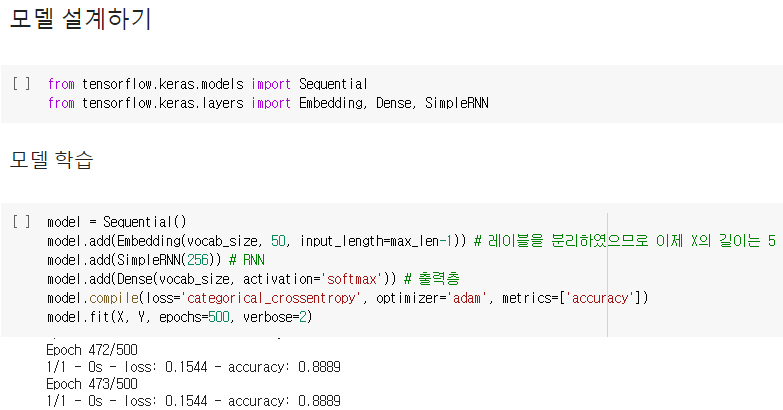 모델 설계하기
[ ] from tensorflow.keras.models import Sequential
from tensorflow.keras.layers import Embedding, Dense, SimpleRNN
모델 학습
[ ] model = Sequential()
model.add(Embedding(vocab_size, 50, input_length=max_len-1)) # 레이블을 분리하였으므로 이제 X의 길이는 5
model.add(SimpleRNN(256)) # RNN
model.add(Dense(vocab_size, activation='softmax')) # 출력층
model.compile(loss='categorical_crossentropy', optimizer='adam', metrics=['accuracy'])
model.fit(X, Y, epochs=500, verbose=2)
Epoch 472/500
1/1 - 0s - loss: 0.1544 - accuracy: 0.8889
Epoch 473/500
1/1 - 0s - loss: 0.1544 - accuracy: 0.8889